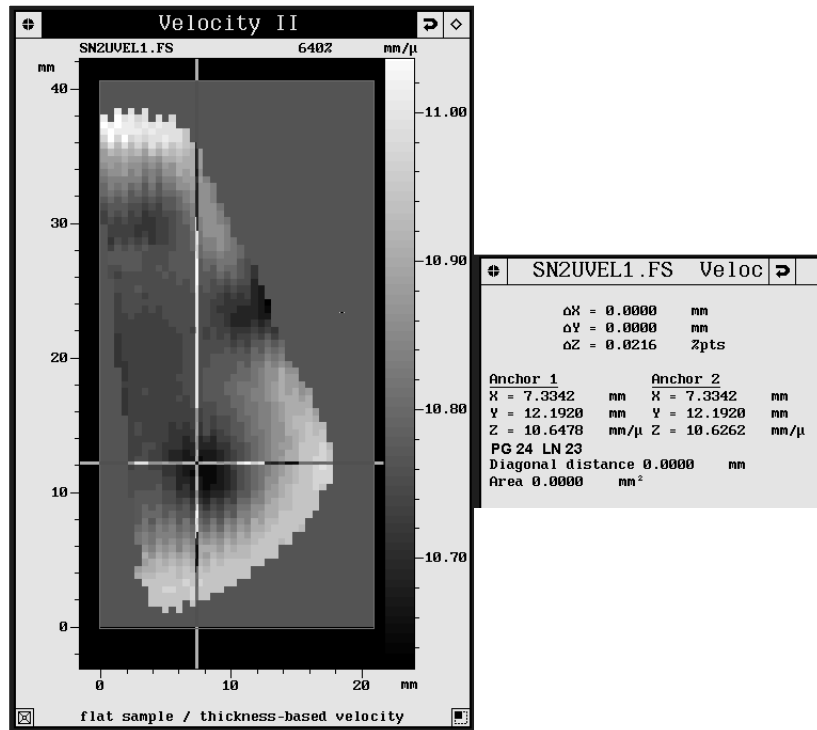 Velocity II
SN2UVEL1.FS 640% mm/μ
mm
40
30
20
10
0
11.00
10.90
10.80
10.70
0 10 20 mm
flat sample / thickness-based velocity
SN2UVEL1.FS Veloc
ΔX = 0.0000 mm
ΔY = 0.0000 mm
ΔZ = 0.0216 %pts
Anchor 1 Anchor 2
X = 7.3342 mm X = 7.3342 mm
Y = 12.1920 mm Y = 12.1920 mm
Z = 10.6478 mm/μ Z = 10.6262 mm/μ
PG 24 LN 23
Diagonal distance 0.0000 mm
Area 0.0000 mm²